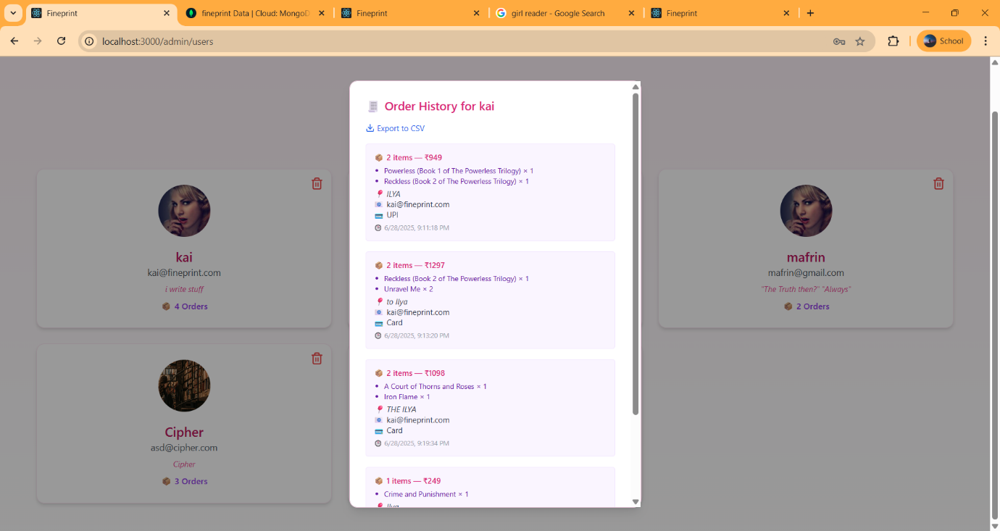 Fineprint
fineprint Data | Cloud: MongoD
Fineprint
girl reader - Google Search
Fineprint
localhost:3000/admin/users
School
Order History for kai
Export to CSV
2 items — ₹949
Powerless (Book 1 of The Powerless Trilogy) × 1
Reckless (Book 2 of The Powerless Trilogy) × 1
ILYA
kai@fineprint.com
UPI
6/28/2025, 9:11:18 PM
2 items — ₹1297
Reckless (Book 2 of The Powerless Trilogy) × 1
Unravel Me × 2
to Ilya
kai@fineprint.com
Card
6/28/2025, 9:13:20 PM
2 items — ₹1098
A Court of Thorns and Roses × 1
Iron Flame × 1
THE ILYA
kai@fineprint.com
Card
6/28/2025, 9:19:34 PM
1 items — ₹249
Crime and Punishment × 1
Ilya
kai
kai@fineprint.com
i write stuff
4 Orders
mafrin
mafrin@gmail.com
"The Truth then?" "Always"
2 Orders
Cipher
asd@cipher.com
Cipher
3 Orders